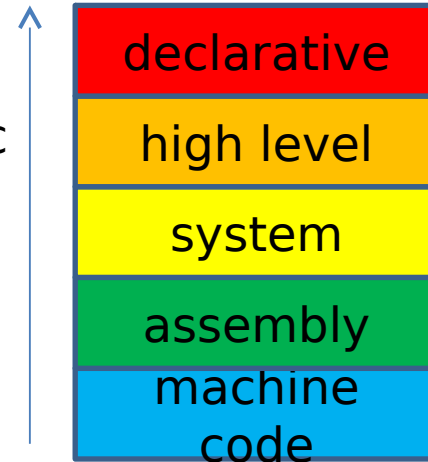 declarative
c
high level
system
assembly
machine
code